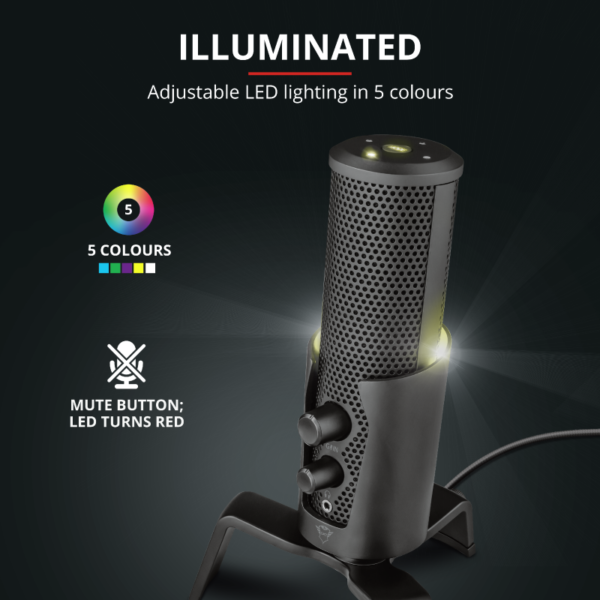 ILLUMINATED
Adjustable LED lighting in 5 colours
5
5 COLOURS
MUTE BUTTON;
LED TURNS RED